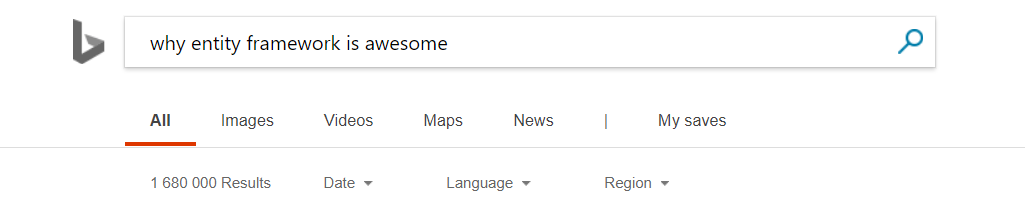 why entity framework is awesome
All Images Videos Maps News | My saves
1 680 000 Results Date Language Region